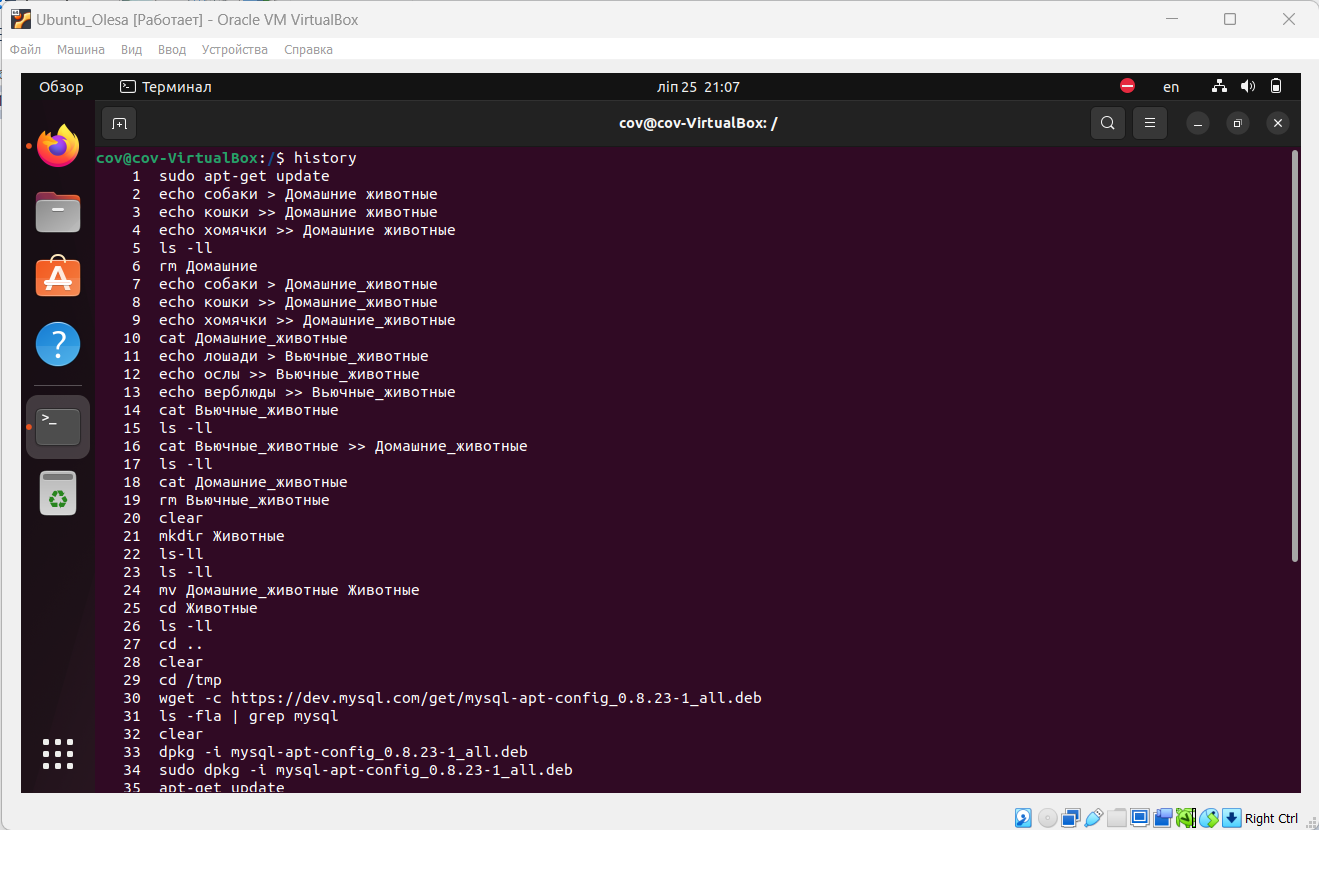 Ubuntu_Olesa [Работает] - Oracle VM VirtualBox
Файл Машина Вид Ввод Устройства Справка
Обзор Терминал ліп 25 21:07 en
cov@cov-VirtualBox: /
cov@cov-VirtualBox:/$ history
1 sudo apt-get update
2 echo собаки > Домашние животные
3 echo кошки >> Домашние животные
4 echo хомячки >> Домашние животные
5 ls -ll
6 rm Домашние
7 echo собаки > Домашние_животные
8 echo кошки >> Домашние_животные
9 echo хомячки >> Домашние_животные
10 cat Домашние_животные
11 echo лошади > Вьючные_животные
12 echo ослы >> Вьючные_животные
13 echo верблюды >> Вьючные_животные
14 cat Вьючные_животные
15 ls -ll
16 cat Вьючные_животные >> Домашние_животные
17 ls -ll
18 cat Домашние_животные
19 rm Вьючные_животные
20 clear
21 mkdir Животные
22 ls-ll
23 ls -ll
24 mv Домашние_животные Животные
25 cd Животные
26 ls -ll
27 cd ..
28 clear
29 cd /tmp
30 wget -c https://dev.mysql.com/get/mysql-apt-config_0.8.23-1_all.deb
31 ls -fla | grep mysql
32 clear
33 dpkg -i mysql-apt-config_0.8.23-1_all.deb
34 sudo dpkg -i mysql-apt-config_0.8.23-1_all.deb
35 apt-get update
Right Ctrl